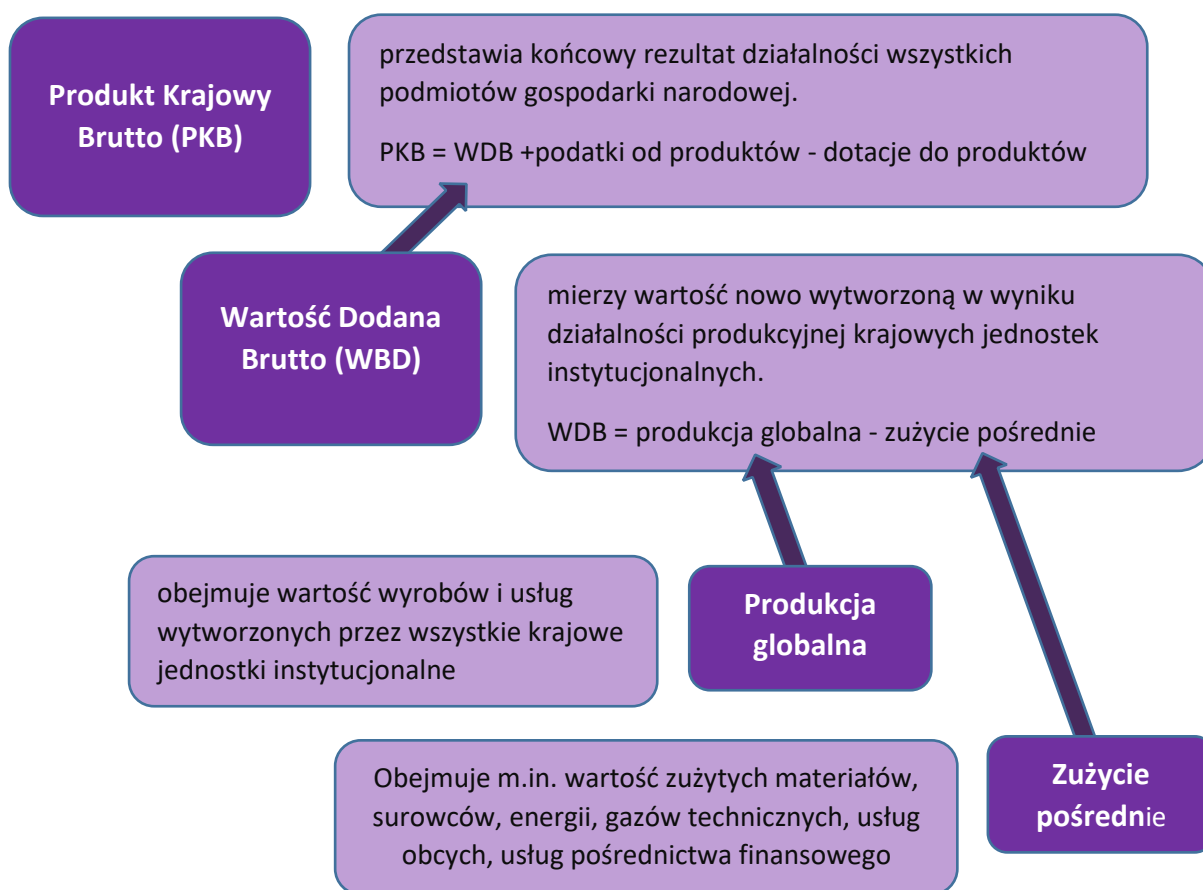 Produkt Krajowy
Brutto (PKB)
przedstawia końcowy rezultat działalności wszystkich
podmiotów gospodarki narodowej.
PKB = WDB +podatki od produktów - dotacje do produktów
Wartość Dodana
Brutto (WBD)
mierzy wartość nowo wytworzoną w wyniku
działalności produkcyjnej krajowych jednostek
instytucjonalnych.
WDB = produkcja globalna - zużycie pośrednie
obejmuje wartość wyrobów i usług
wytworzonych przez wszystkie krajowe
jednostki instytucjonalne
Produkcja
globalna
Obejmuje m.in. wartość zużytych materiałów,
surowców, energii, gazów technicznych, usług
obcych, usług pośrednictwa finansowego
Zużycie
pośrednie